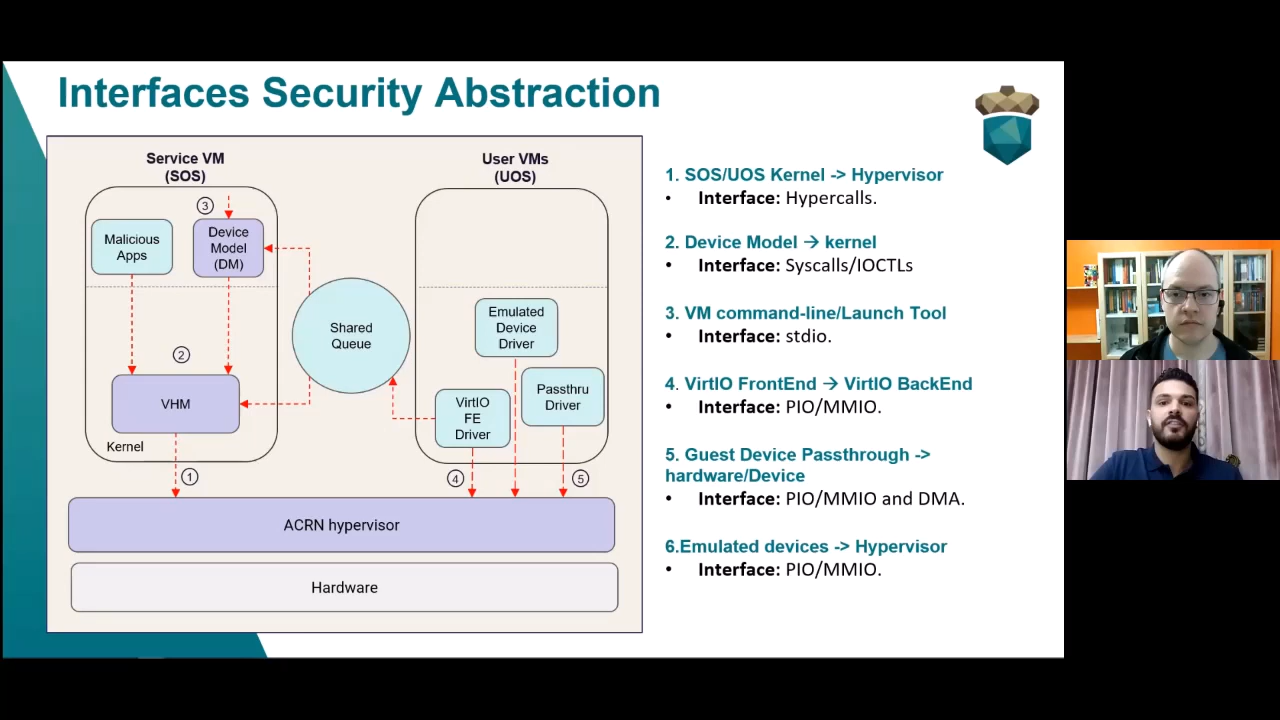 Interfaces Security Abstraction
Service VM
(SOS)
User VMs
(UOS)
3
Malicious
Apps
Device
Model
(DM)
Shared
Queue
Emulated
Device
Driver
2
VHM
Kernel
Passthru
Driver
VirtIO
FE
Driver
1
4
5
ACRN hypervisor
Hardware
1. SOS/UOS Kernel -> Hypervisor
• Interface: Hypercalls.
2. Device Model → kernel
• Interface: Syscalls/IOCTLs
3. VM command-line/Launch Tool
• Interface: stdio.
4. VirtIO FrontEnd → VirtIO BackEnd
• Interface: PIO/MMIO.
5. Guest Device Passthrough ->
hardware/Device
• Interface: PIO/MMIO and DMA.
6.Emulated devices -> Hypervisor
• Interface: PIO/MMIO.